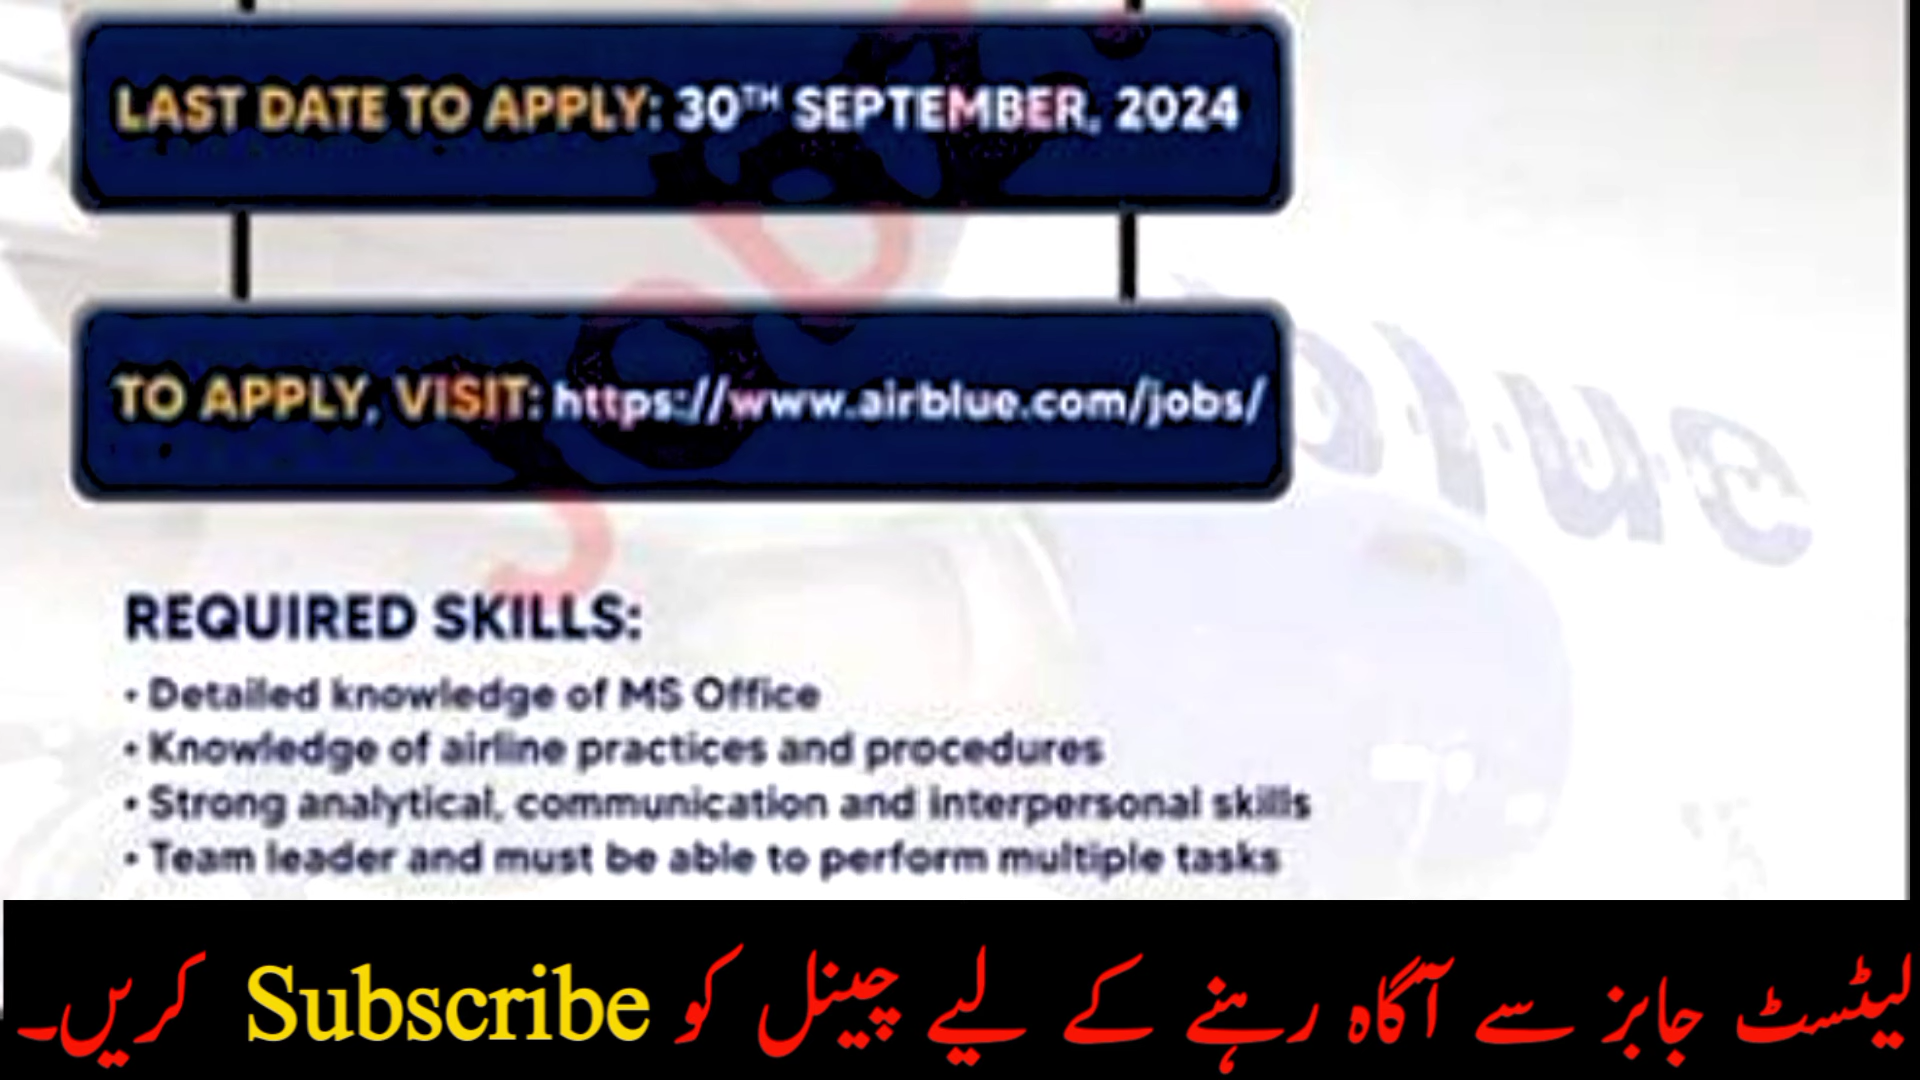 LAST DATE TO APPLY: 30TH SEPTEMBER, 2024
TO APPLY, VISIT: https://www.airblue.com/jobs/
REQUIRED SKILLS:
• Detailed knowledge of MS Office
• Knowledge of airline practices and procedures
• Strong analytical, communication and interpersonal skills
• Team leader and must be able to perform multiple tasks
لیٹسٹ جابز سے آگاہ رہنے کے لیے چینل کو Subscribe کریں۔